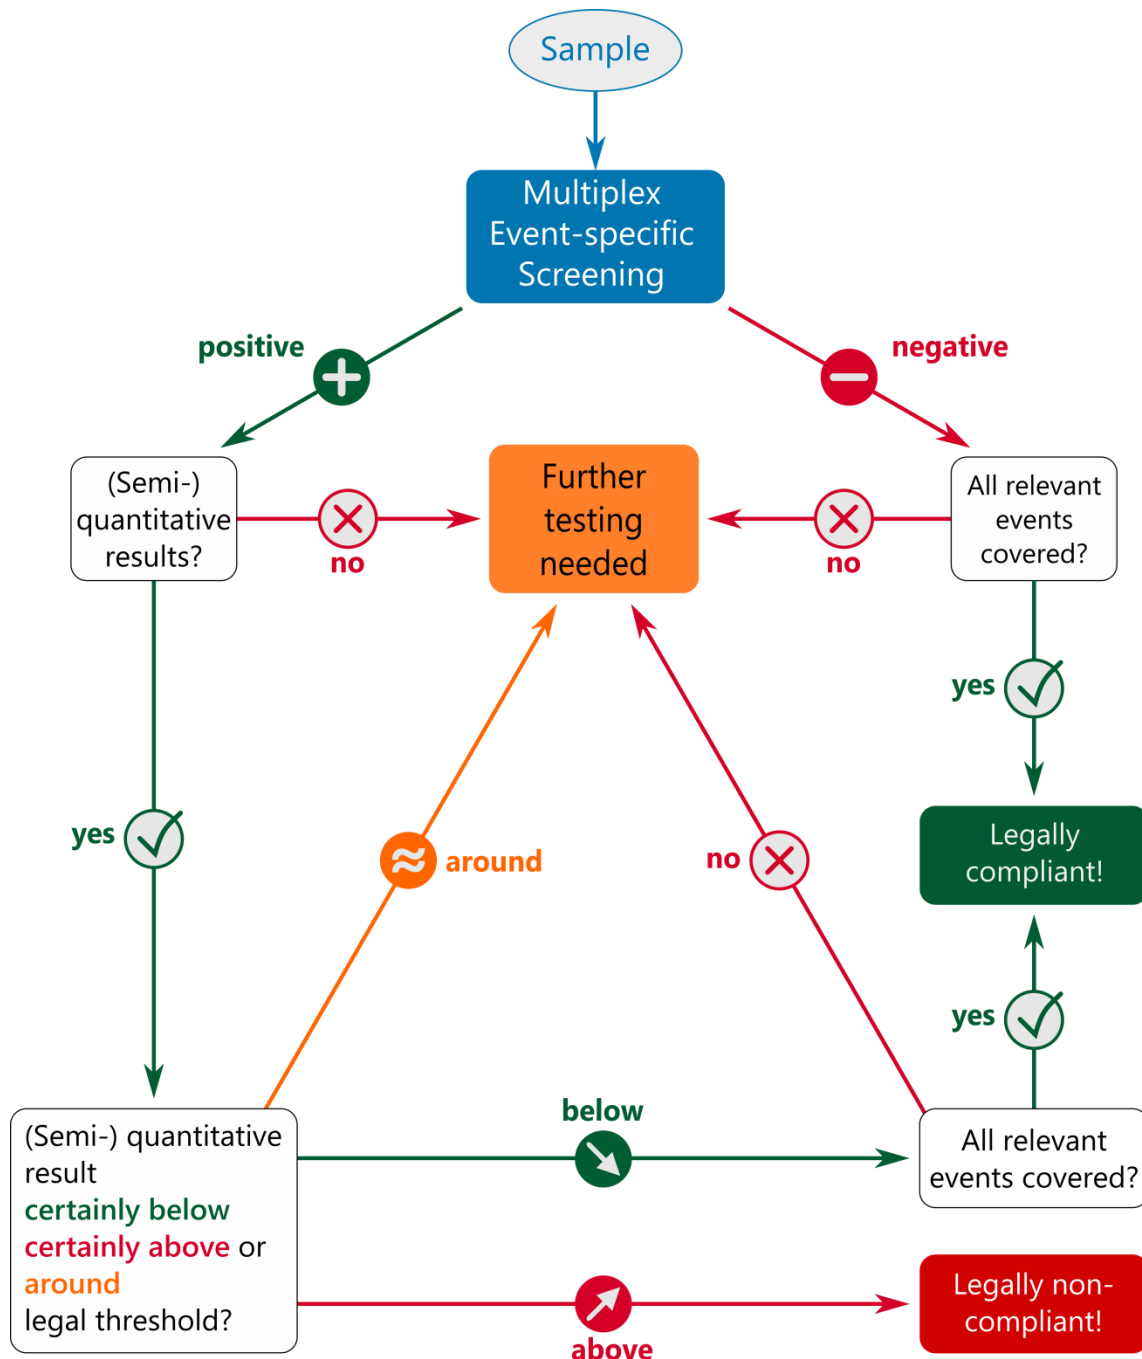 Sample
Multiplex
Event-specific
Screening
positive
negative
(Semi-)
quantitative
results?
no
Further
testing
needed
no
All relevant
events
covered?
yes
yes
around
no
Legally
compliant!
yes
(Semi-) quantitative
result
certainly below
certainly above or
around
legal threshold?
below
All relevant
events covered?
above
Legally non-
compliant!